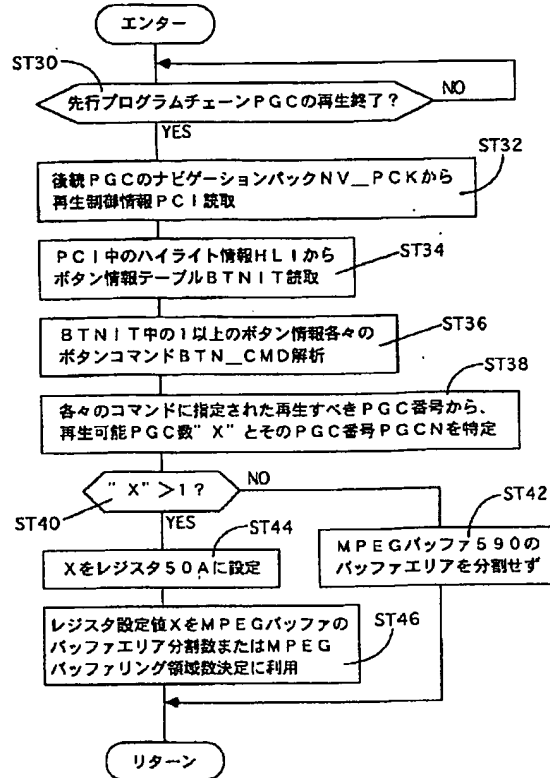 エンター
ST30
先行プログラムチェーンPGCの再生終了?
NO
YES
ST32
後続PGCのナビゲーションパックNV__PCKから
再生制御情報PCI読取
ST34
PCI中のハイライト情報HLIから
ボタン情報テーブルBTNIT読取
ST36
BTNIT中の1以上のボタン情報各々の
ボタンコマンドBTN__CMD解析
ST38
各々のコマンドに指定された再生すべきPGC番号から、
再生可能PGC数"X"とそのPGC番号PGCNを特定
"X">1?
NO
ST40
YES
ST42
ST44
Xをレジスタ50Aに設定
MPEGバッファ590の
バッファエリアを分割せず
レジスタ設定値XをMPEGバッファの
バッファエリア分割数またはMPEG
バッファリング領域数決定に利用
ST46
リターン